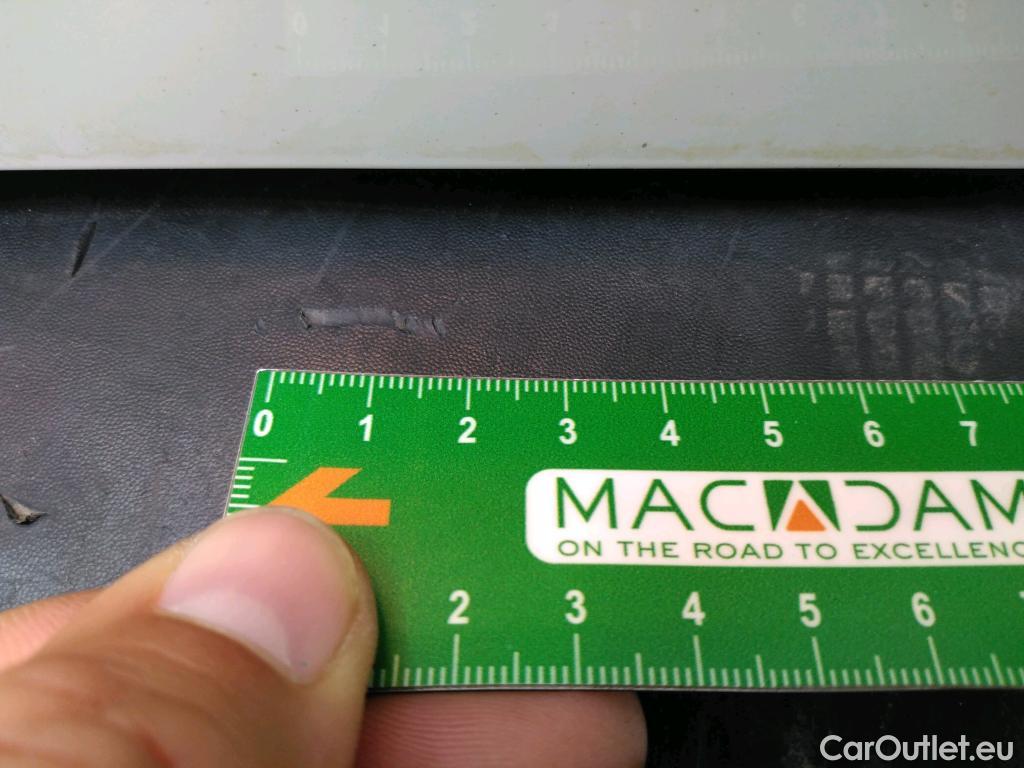 0 1 2 3 4 5 6 7
MACADAM
ON THE ROAD TO EXCELLENC
2 3 4 5 6
CarOutlet.eu